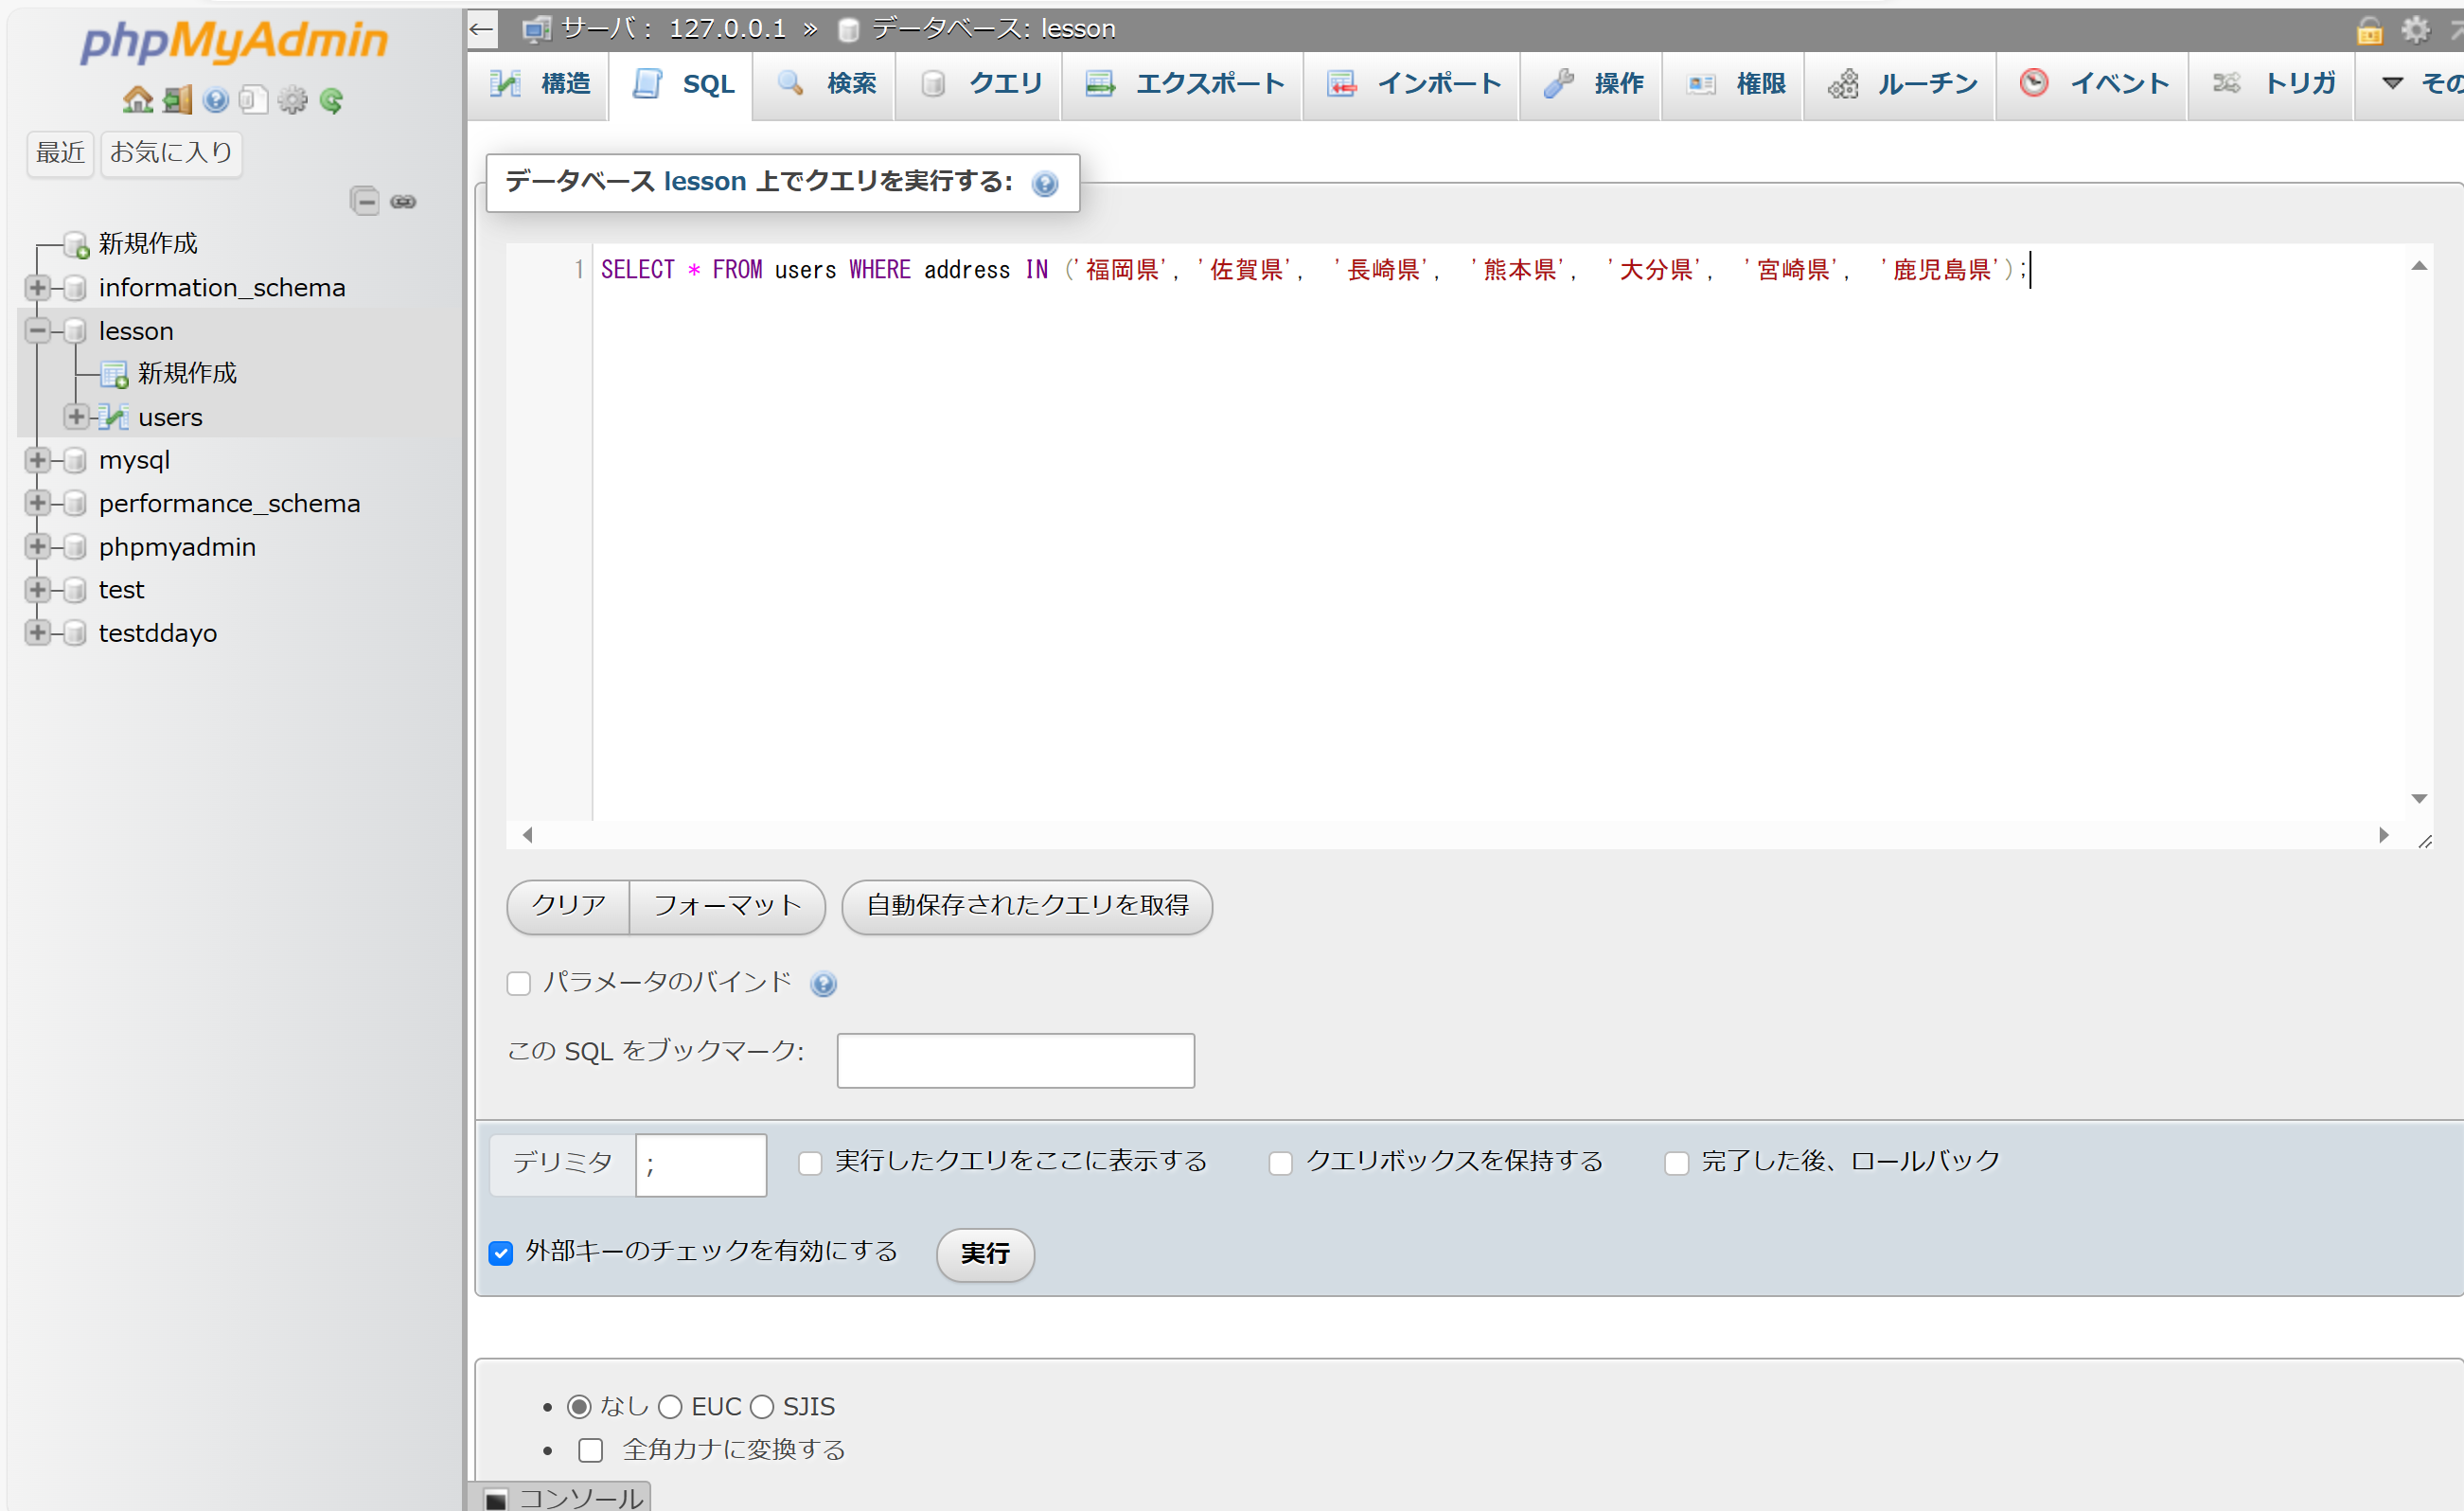 phpMyAdmin
最近 お気に入り
新規作成
information_schema
lesson
新規作成
users
mysql
performance_schema
phpmyadmin
test
testddayo
← サーバ: 127.0.0.1 » データベース: lesson
構造 SQL 検索 クエリ エクスポート インポート 操作 権限 ルーチン イベント トリガ その
データベース lesson 上でクエリを実行する:
1 SELECT * FROM users WHERE address IN ('福岡県', '佐賀県', '長崎県', '熊本県', '大分県', '宮崎県', '鹿児島県');
クリア フォーマット 自動保存されたクエリを取得
パラメータのバインド
この SQL をブックマーク:
デリミタ ; 実行したクエリをここに表示する クエリボックスを保持する 完了した後、ロールバック
外部キーのチェックを有効にする 実行
なし EUC SJIS
全角カナに変換する
コンソール